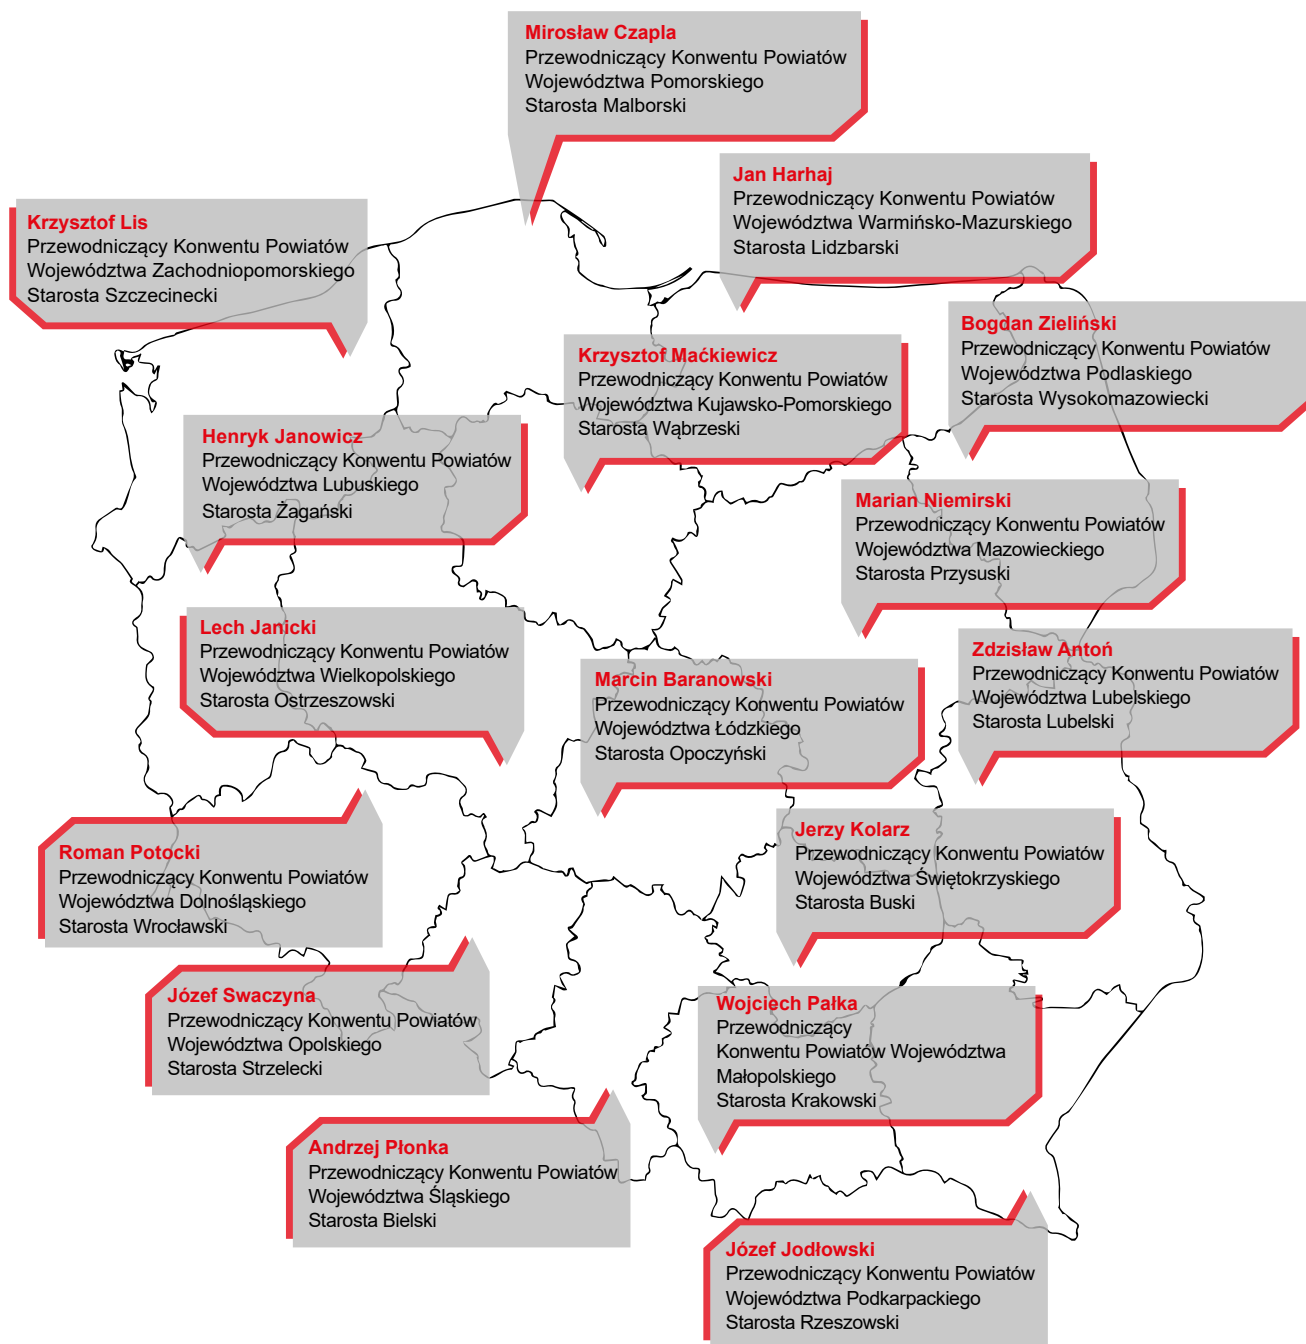 Mirosław Czapla
Przewodniczący Konwentu Powiatów
Województwa Pomorskiego
Starosta Malborski
Jan Harhaj
Przewodniczący Konwentu Powiatów
Województwa Warmińsko-Mazurskiego
Starosta Lidzbarski
Krzysztof Lis
Przewodniczący Konwentu Powiatów
Województwa Zachodniopomorskiego
Starosta Szczecinecki
Bogdan Zieliński
Przewodniczący Konwentu Powiatów
Województwa Podlaskiego
Starosta Wysokomazowiecki
Krzysztof Maćkiewicz
Przewodniczący Konwentu Powiatów
Województwa Kujawsko-Pomorskiego
Starosta Wąbrzeski
Henryk Janowicz
Przewodniczący Konwentu Powiatów
Województwa Lubuskiego
Starosta Żagański
Marian Niemirski
Przewodniczący Konwentu Powiatów
Województwa Mazowieckiego
Starosta Przysuski
Lech Janicki
Przewodniczący Konwentu Powiatów
Województwa Wielkopolskiego
Starosta Ostrzeszowski
Zdzisław Antoń
Przewodniczący Konwentu Powiatów
Województwa Lubelskiego
Starosta Lubelski
Marcin Baranowski
Przewodniczący Konwentu Powiatów
Województwa Łódzkiego
Starosta Opoczyński
Jerzy Kolarz
Przewodniczący Konwentu Powiatów
Województwa Świętokrzyskiego
Starosta Buski
Roman Potocki
Przewodniczący Konwentu Powiatów
Województwa Dolnośląskiego
Starosta Wrocławski
Józef Swaczyna
Przewodniczący Konwentu Powiatów
Województwa Opolskiego
Starosta Strzelecki
Wojciech Pałka
Przewodniczący
Konwentu Powiatów Województwa
Małopolskiego
Starosta Krakowski
Andrzej Płonka
Przewodniczący Konwentu Powiatów
Województwa Śląskiego
Starosta Bielski
Józef Jodłowski
Przewodniczący Konwentu Powiatów
Województwa Podkarpackiego
Starosta Rzeszowski